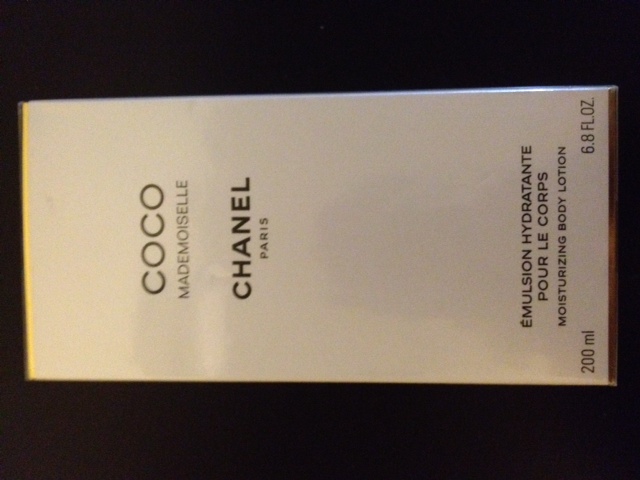 COCO
MADEMOISELLE
CHANEL
PARIS
ÉMULSION HYDRATANTE
POUR LE CORPS
MOISTURIZING BODY LOTION
200 ml 6.8 FL.OZ.